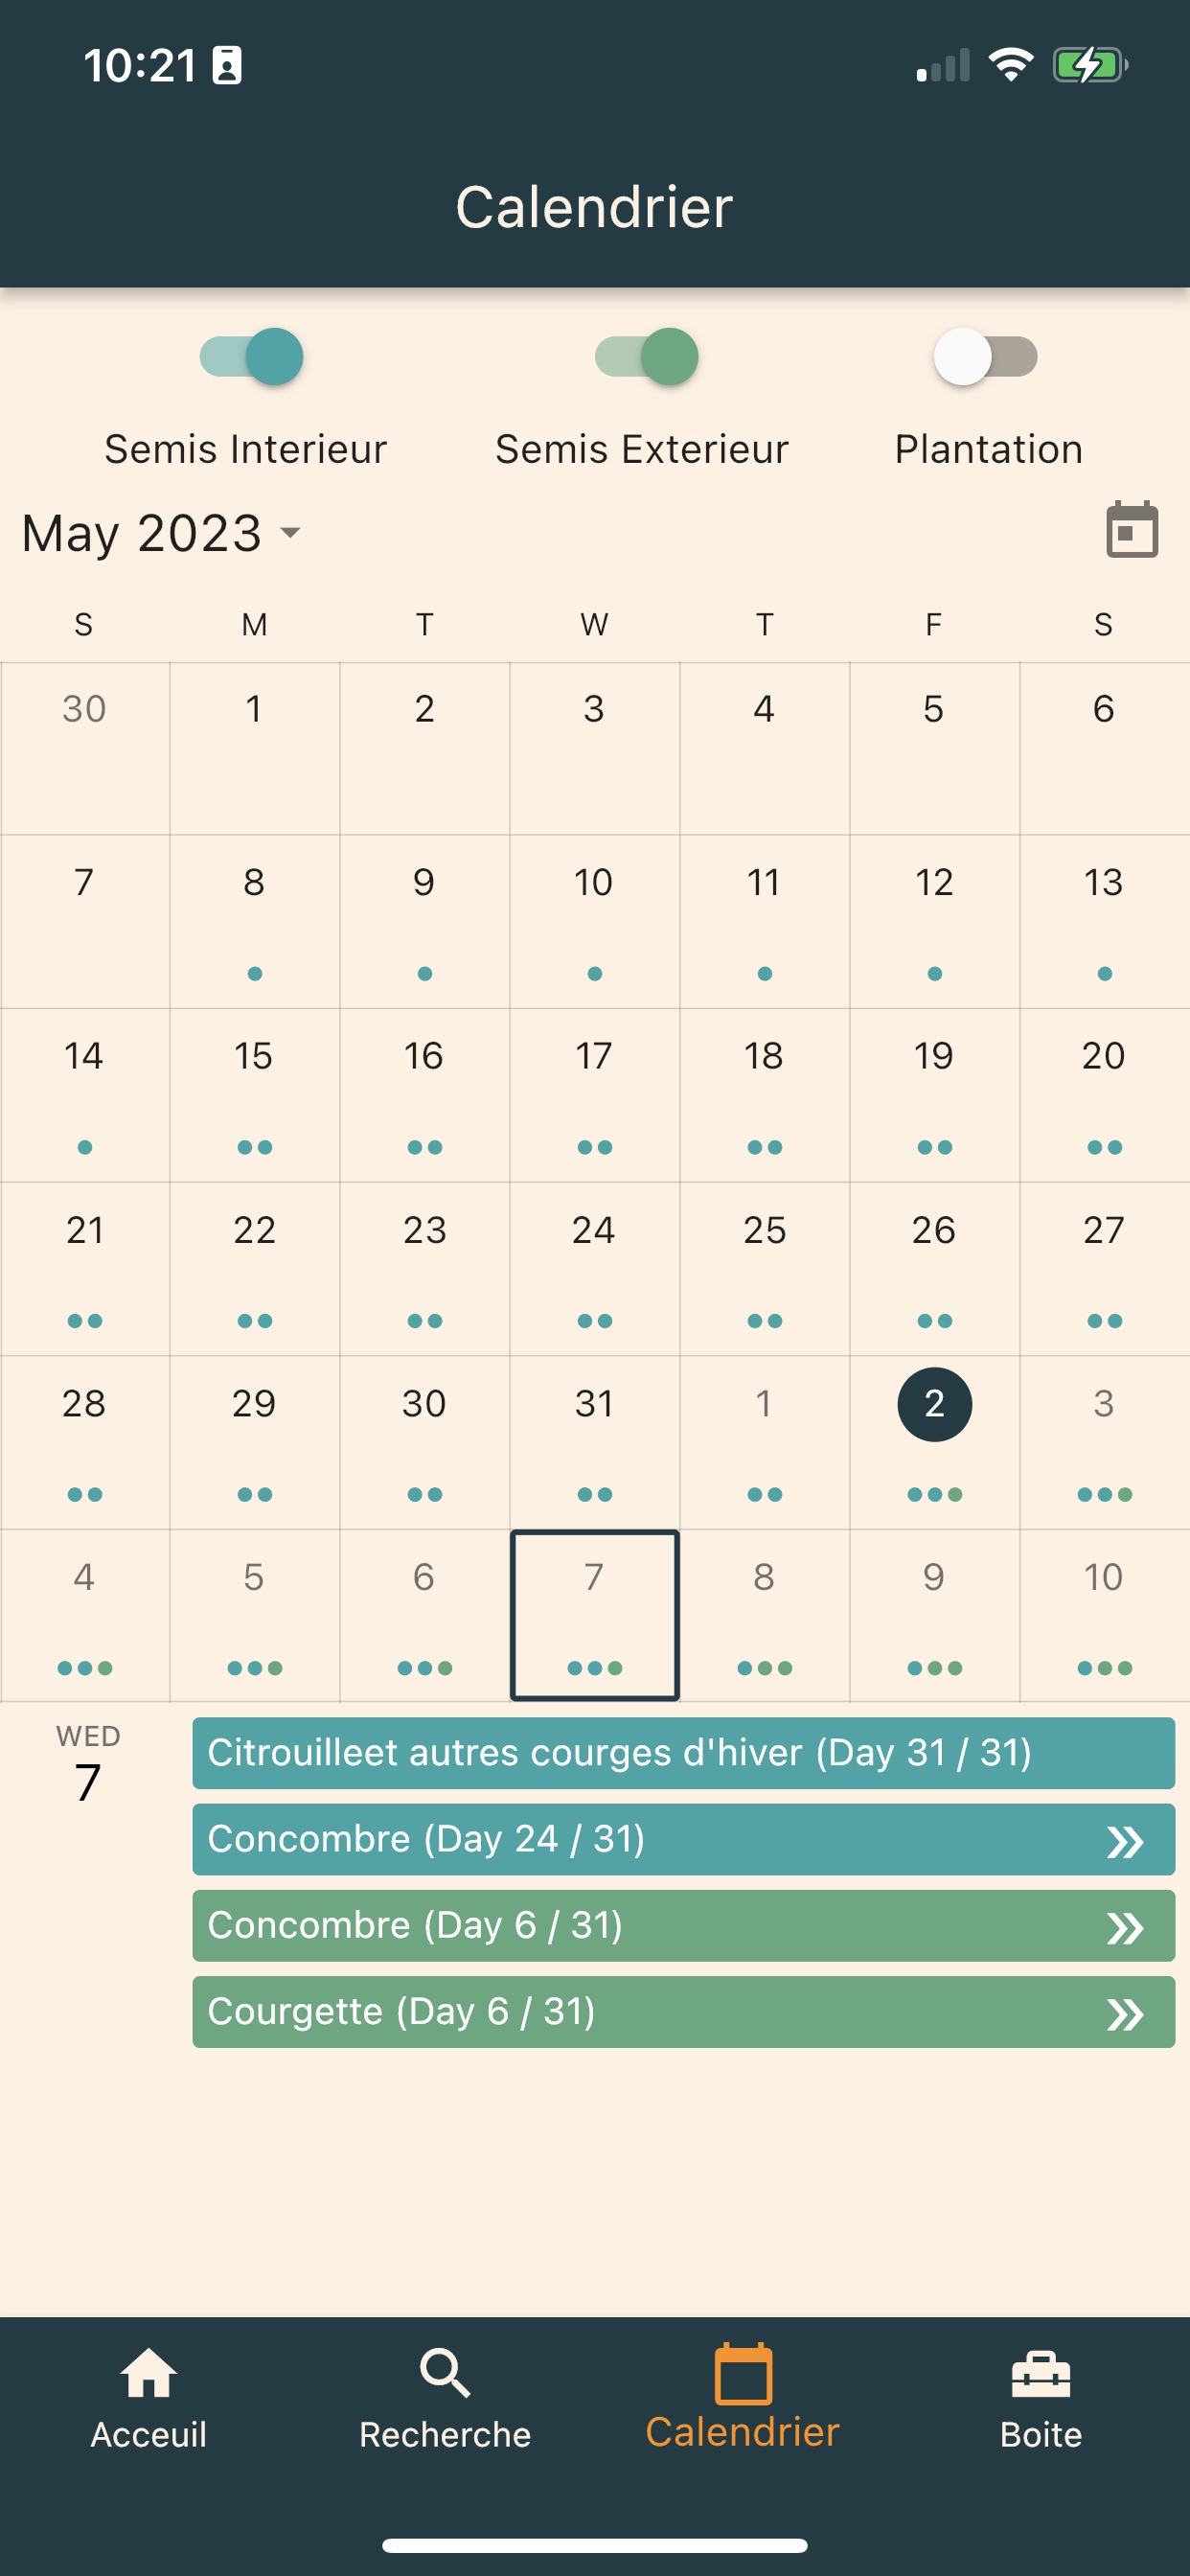 10:21
Calendrier
Semis Interieur Semis Exterieur Plantation
May 2023
S M T W T F S
30 1 2 3 4 5 6
7 8 9 10 11 12 13
14 15 16 17 18 19 20
21 22 23 24 25 26 27
28 29 30 31 1 2 3
4 5 6 7 8 9 10
WED
7
Citrouilleet autres courges d'hiver (Day 31 / 31)
Concombre (Day 24 / 31)
Concombre (Day 6 / 31)
Courgette (Day 6 / 31)
Acceuil Recherche Calendrier Boite